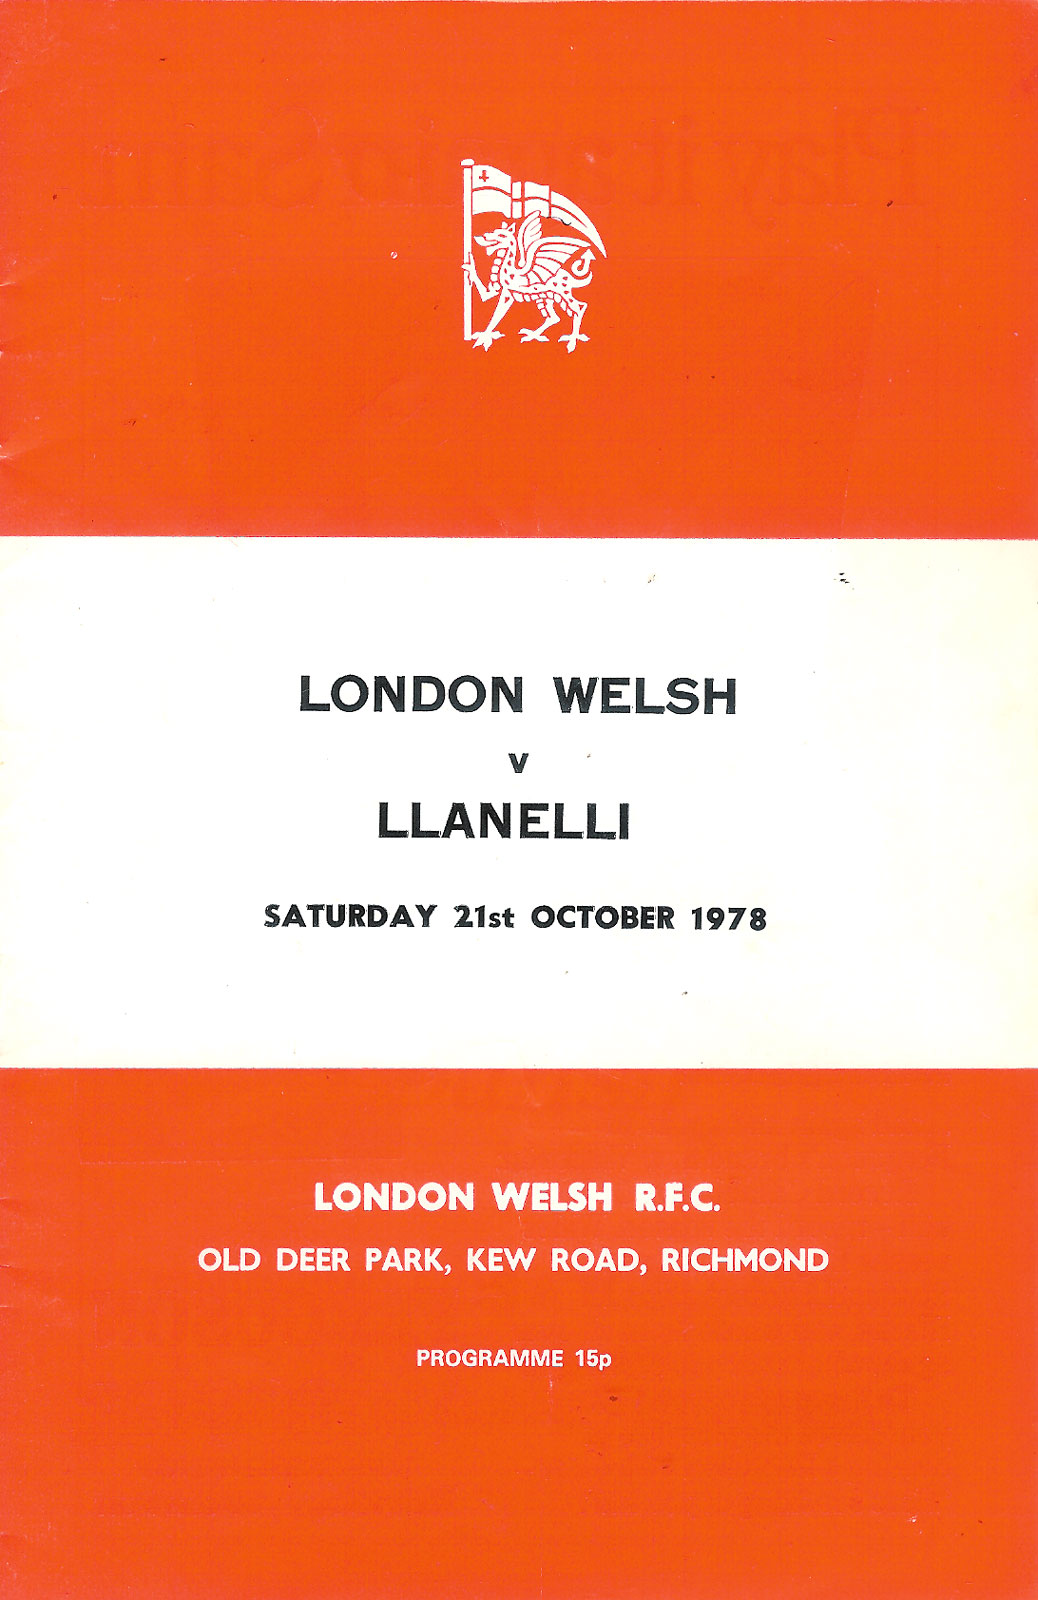 LONDON WELSH
v
LLANELLI
SATURDAY 21st OCTOBER 1978
LONDON WELSH R.F.C.
OLD DEER PARK, KEW ROAD, RICHMOND
PROGRAMME 15p